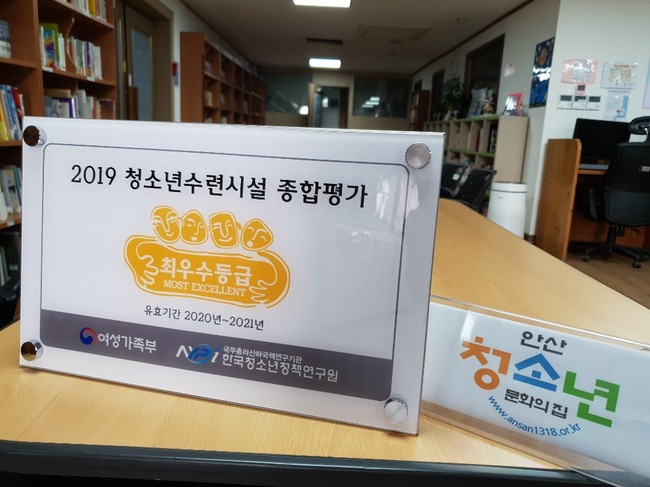 2019 청소년수련시설 종합평가
최우수등급
MOST EXCELLENT
유효기간 2020년~2021년
여성가족부
NYPi
국무총리산하국책연구기관
한국청소년정책연구원
안산
청소년
문화의집
www.ansan1318.or.kr